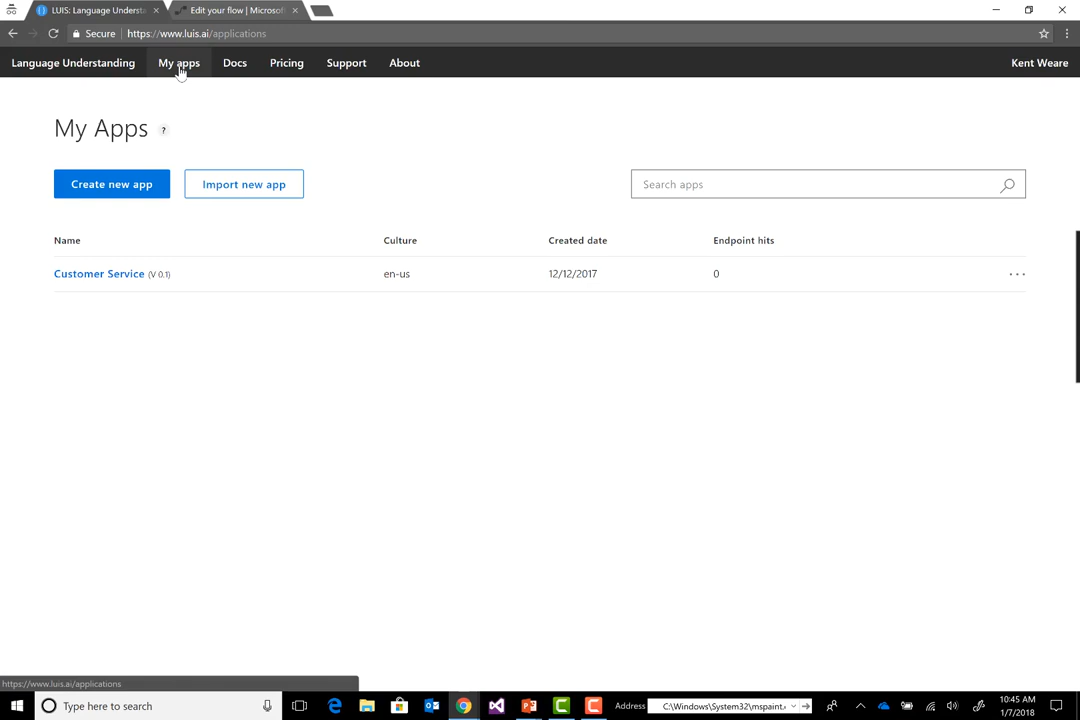 LUIS: Language Understa
Edit your flow | Microsof
Secure
https://www.luis.ai/applications
Language Understanding
My apps
Docs
Pricing
Support
About
Kent Weare
My Apps ?
Create new app
Import new app
Search apps
Name
Culture
Created date
Endpoint hits
Customer Service (V 0.1)
en-us
12/12/2017
0
https://www.luis.ai/applications
Type here to search
Address
C:\Windows\System32\mspaint.e
10:45 AM
1/7/2018